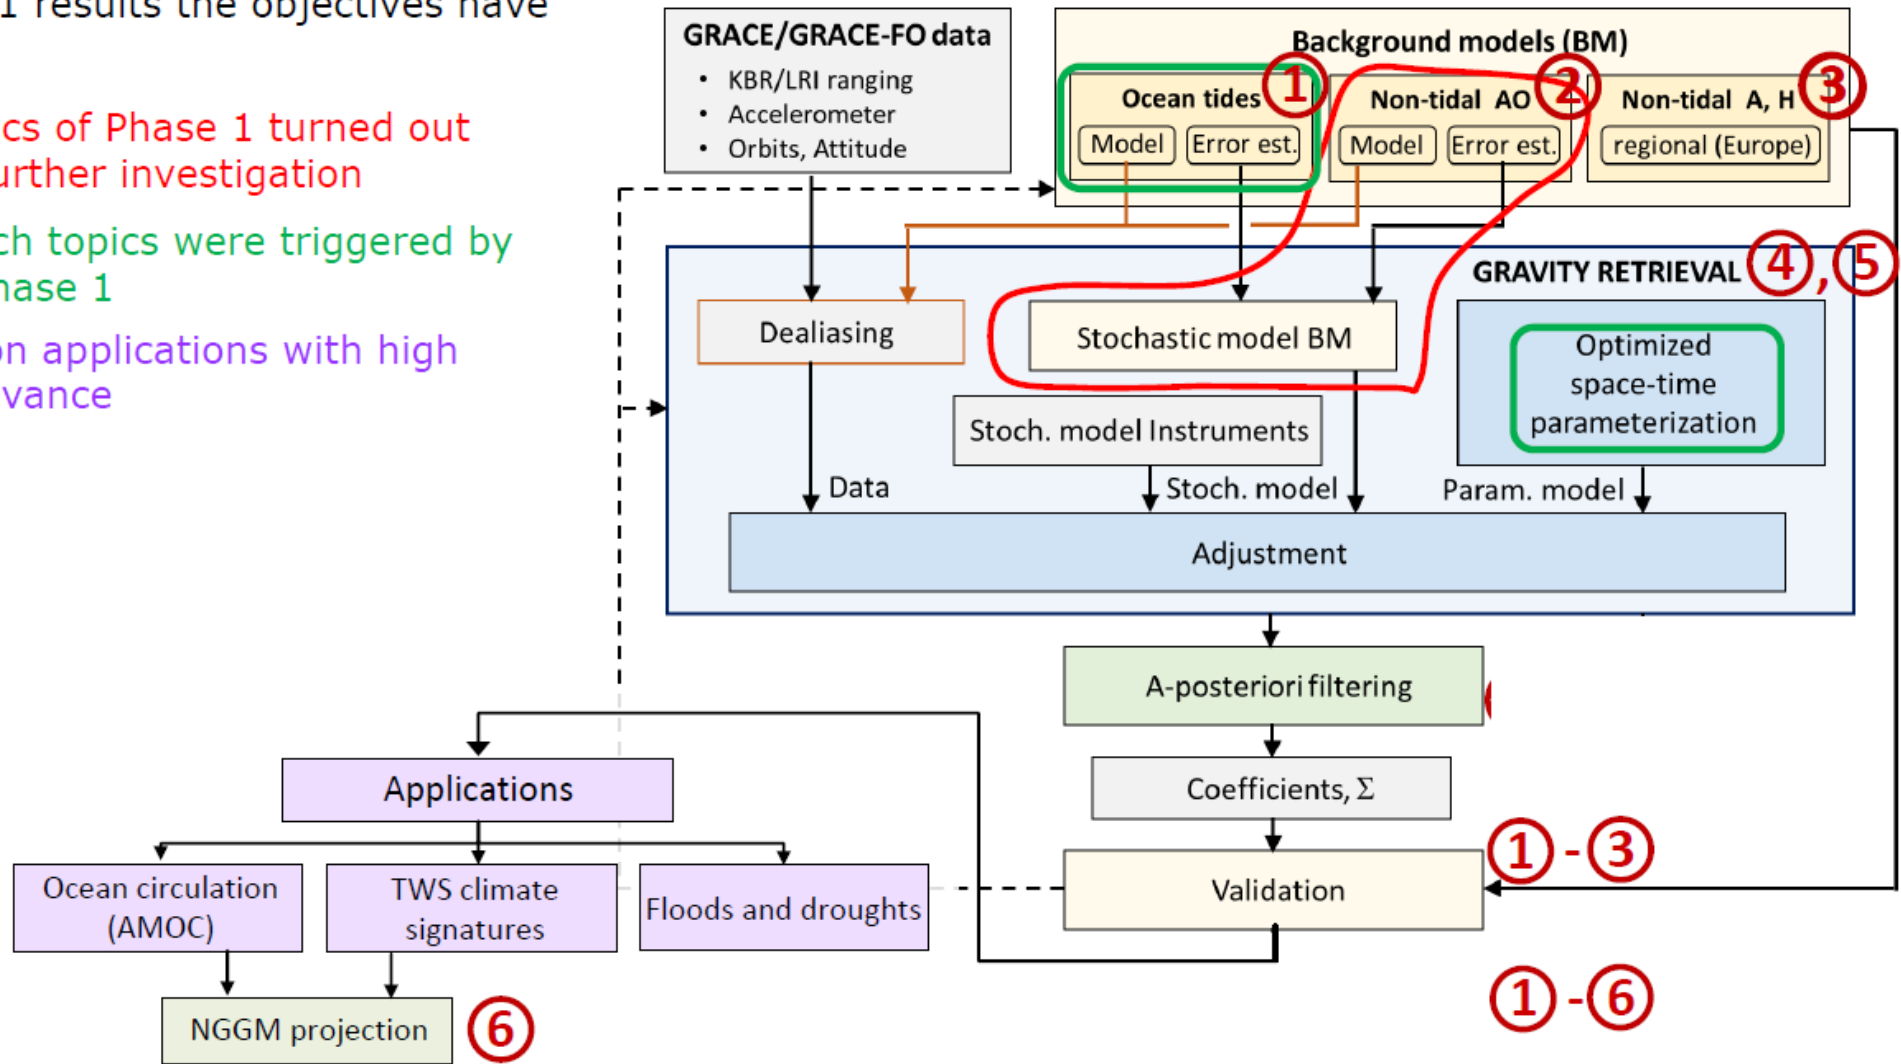 1 results the objectives have
cs of Phase 1 turned out
urther investigation
ch topics were triggered by
hase 1
on applications with high
vance
GRACE/GRACE-FO data
• KBR/LRI ranging
• Accelerometer
• Orbits, Attitude
Background models (BM)
Ocean tides 1
Model Error est.
Non-tidal AO 2
Model Error est.
Non-tidal A, H 3
regional (Europe)
GRAVITY RETRIEVAL 4, 5
Dealiasing
Stochastic model BM
Optimized
space-time
parameterization
Stoch. model Instruments
Data
Stoch. model
Param. model
Adjustment
A-posteriori filtering
Coefficients, Σ
Validation
1 - 3
1 - 6
Applications
Ocean circulation
(AMOC)
TWS climate
signatures
Floods and droughts
NGGM projection 6